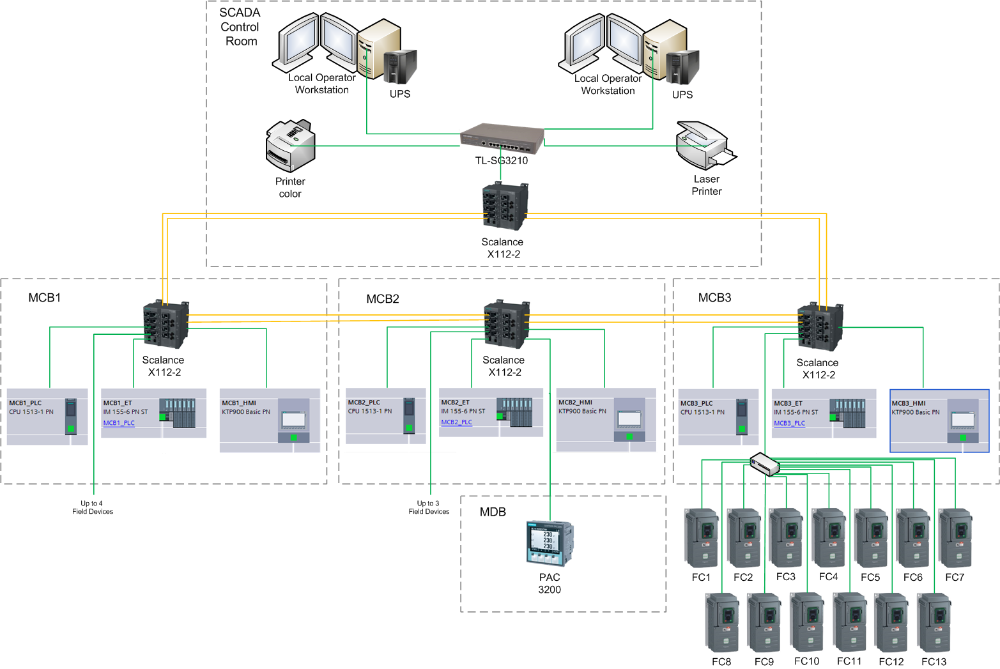 SCADA
Control
Room
Local Operator
Workstation
UPS
Local Operator
Workstation
UPS
TL-SG3210
Printer
color
Laser
Printer
Scalance
X112-2
MCB1
Scalance
X112-2
MCB1_PLC
CPU 1513-1 PN
MCB1_ET
IM 155-6 PN ST
MCB1_PLC
MCB1_HMI
KTP900 Basic PN
Up to 4
Field Devices
MCB2
Scalance
X112-2
MCB2_PLC
CPU 1513-1 PN
MCB2_ET
IM 155-6 PN ST
MCB2_PLC
MCB2_HMI
KTP900 Basic PN
Up to 3
Field Devices
MDB
230
230
230
PAC
3200
MCB3
Scalance
X112-2
MCB3_PLC
CPU 1513-1 PN
MCB3_ET
IM 155-6 PN ST
MCB3_PLC
MCB3_HMI
KTP900 Basic PN
FC1
FC2
FC3
FC4
FC5
FC6
FC7
FC8
FC9
FC10
FC11
FC12
FC13